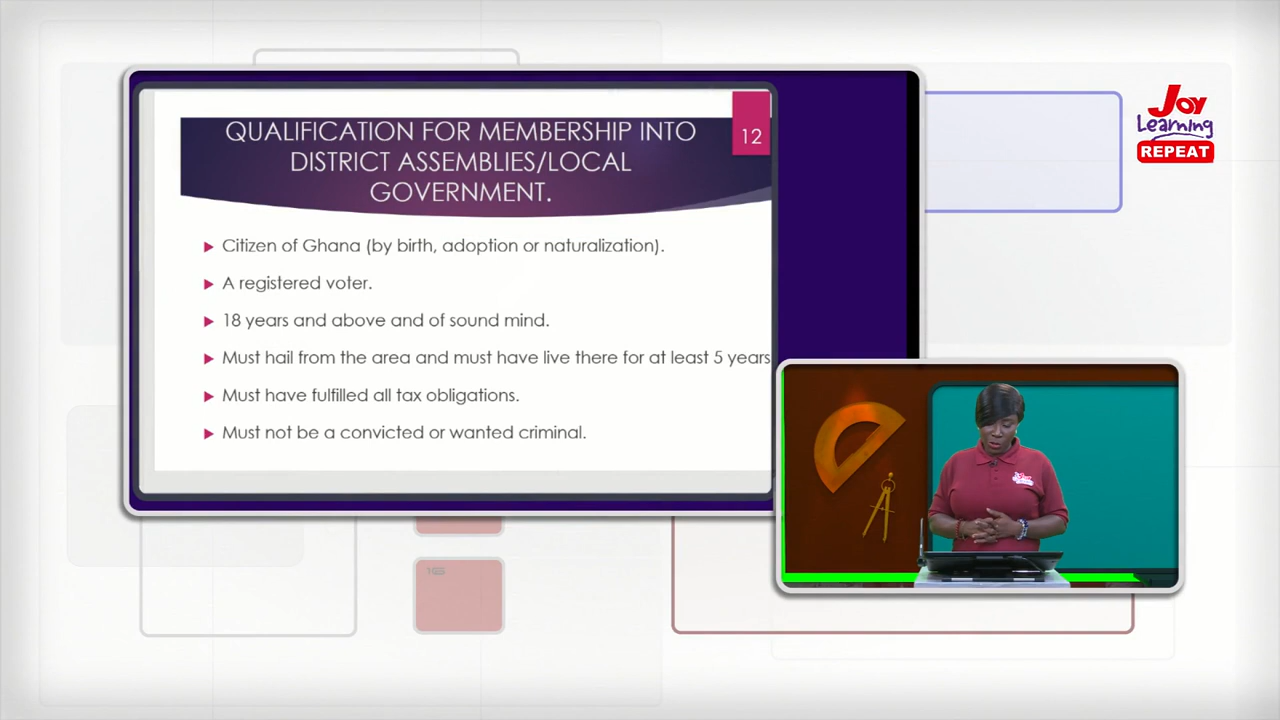 QUALIFICATION FOR MEMBERSHIP INTO
DISTRICT ASSEMBLIES/LOCAL
GOVERNMENT.
12
Citizen of Ghana (by birth, adoption or naturalization).
A registered voter.
18 years and above and of sound mind.
Must hail from the area and must have live there for at least 5 years
Must have fulfilled all tax obligations.
Must not be a convicted or wanted criminal.
JOY
Learning
REPEAT